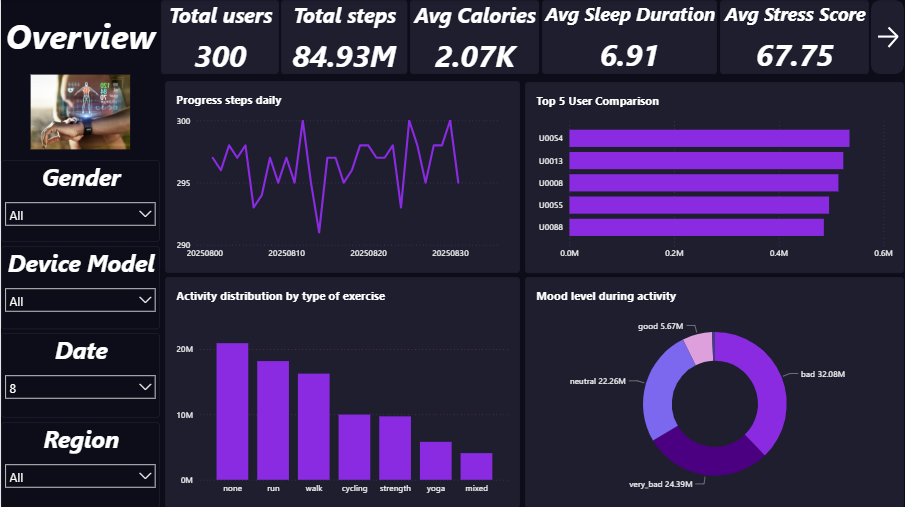 Overview
Total users
300
Total steps
84.93M
Avg Calories
2.07K
Avg Sleep Duration
6.91
Avg Stress Score
67.75
Gender
All
Device Model
All
Date
8
Region
All
Progress steps daily
300
295
290
20250800
20250810
20250820
20250830
Top 5 User Comparison
U0054
U0013
U0008
U0055
U0088
0.0M
0.2M
0.4M
0.6M
Activity distribution by type of exercise
20M
10M
0M
none
run
walk
cycling
strength
yoga
mixed
Mood level during activity
good 5.67M
bad 32.08M
neutral 22.26M
very_bad 24.39M